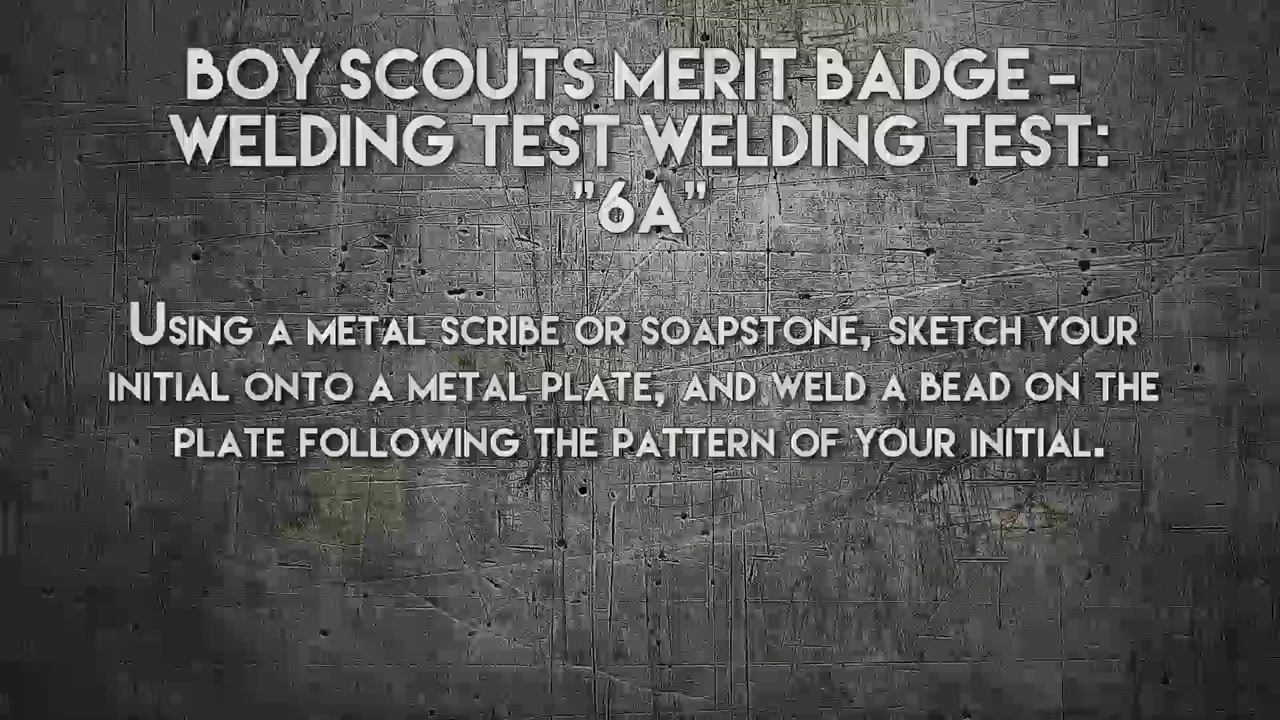 BOY SCOUTS MERIT BADGE -
WELDING TEST WELDING TEST:
"6A"
USING A METAL SCRIBE OR SOAPSTONE, SKETCH YOUR
INITIAL ONTO A METAL PLATE, AND WELD A BEAD ON THE
PLATE FOLLOWING THE PATTERN OF YOUR INITIAL.